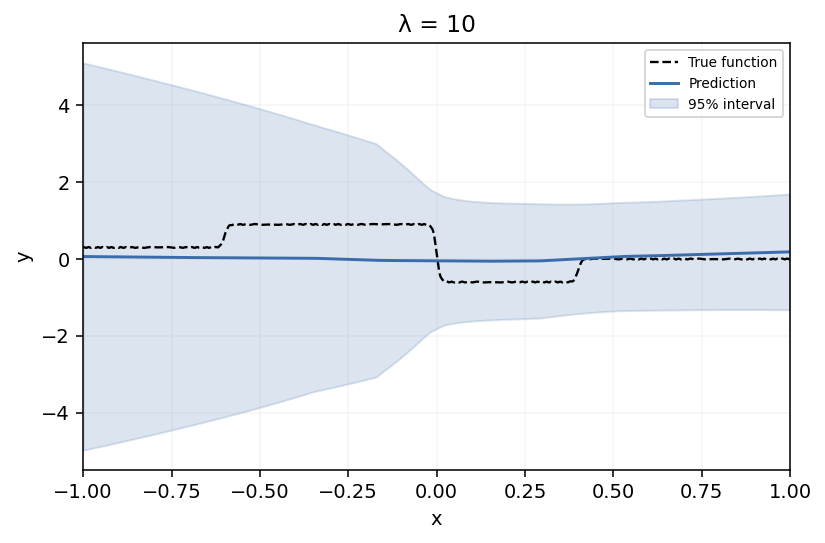 λ = 10
True function
Prediction
95% interval
y
4
2
0
−2
−4
−1.00 −0.75 −0.50 −0.25 0.00 0.25 0.50 0.75 1.00
x